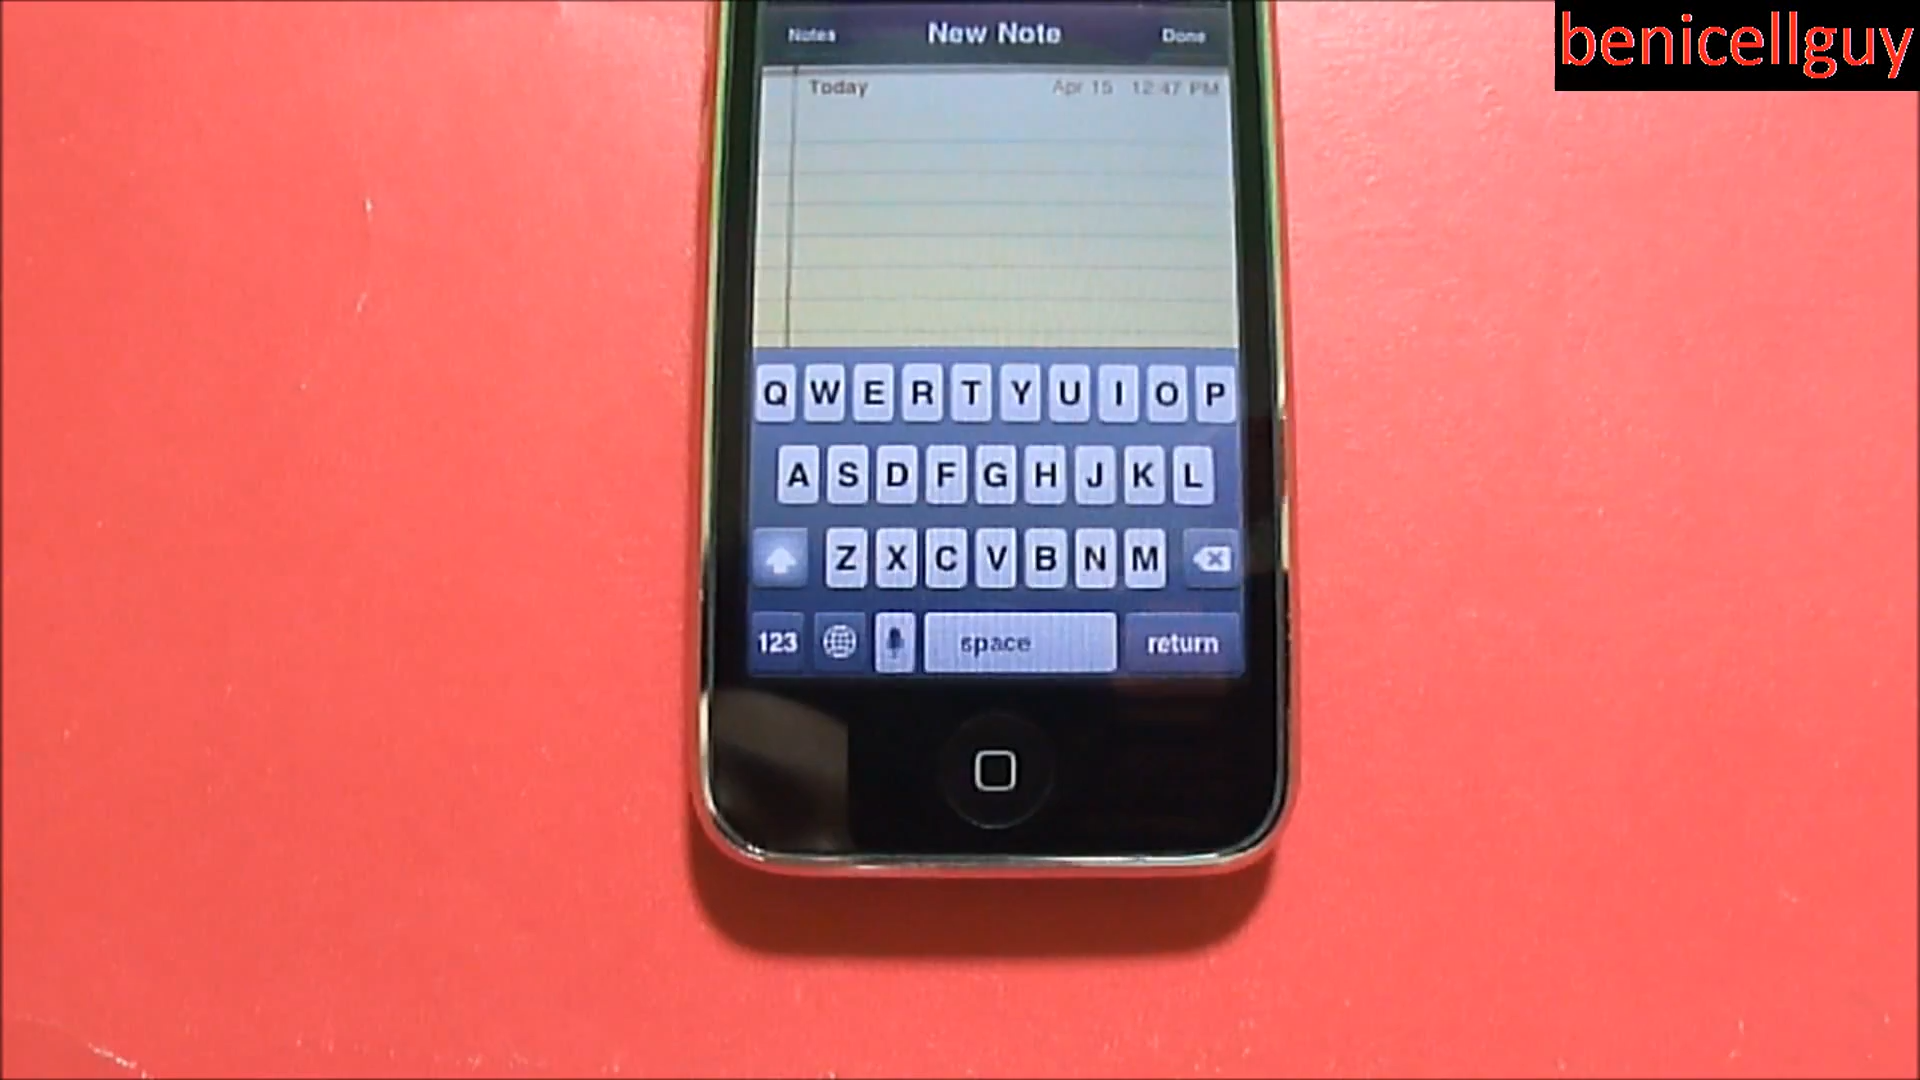 benicellguy
Notes New Note Done
Today Apr 15 12:47 PM
Q W E R T Y U I O P
A S D F G H J K L
Z X C V B N M
123 space return